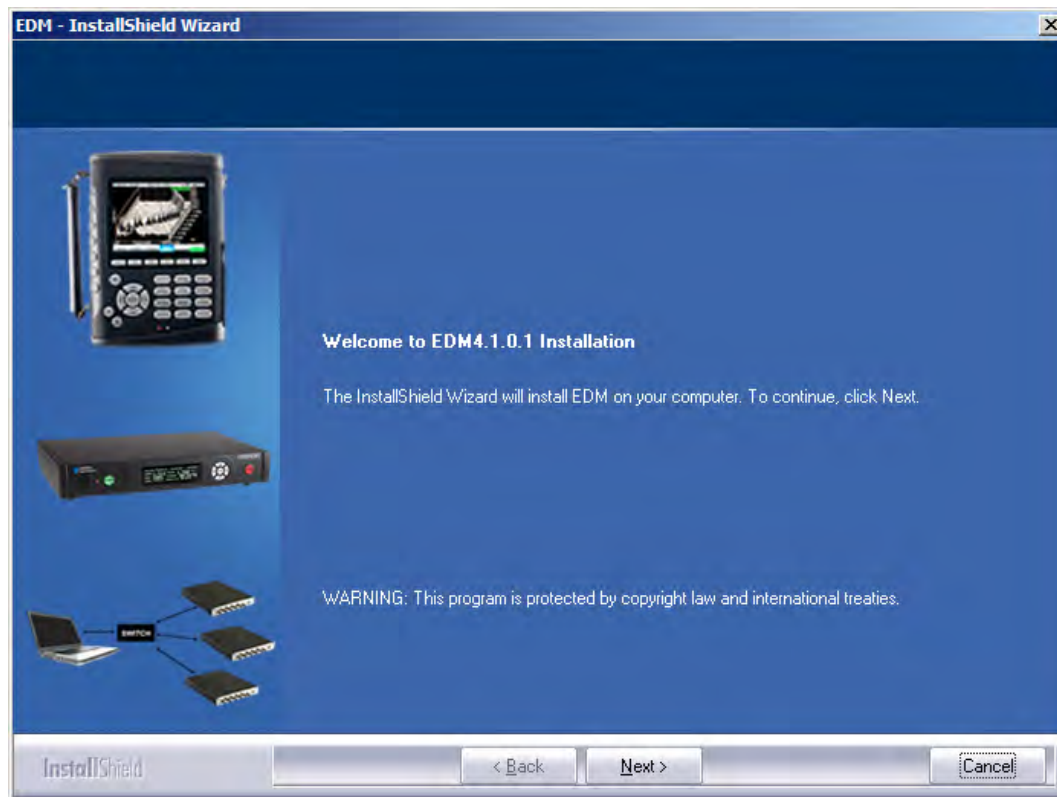 EDM - InstallShield Wizard
Welcome to EDM4.1.0.1 Installation
The InstallShield Wizard will install EDM on your computer. To continue, click Next.
SWITCH
WARNING: This program is protected by copyright law and international treaties.
InstallShield
< Back
Next >
Cancel